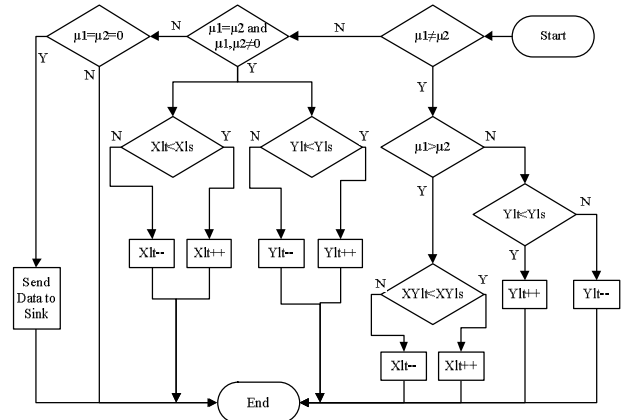 N
N
µ1=µ2=0
µ1=µ2 and
µ1,µ2≠0
µ1≠µ2
Start
Y
N
Y
Y
N
Xlt<Xls
Y
N
Ylt<Yls
Y
µ1>µ2
N
Y
Ylt<Yls
N
Y
Xlt--
Xlt++
Ylt--
Ylt++
Send
Data to
Sink
N
XYlt<XYls
Y
Ylt++
Ylt--
Xlt--
Xlt++
End